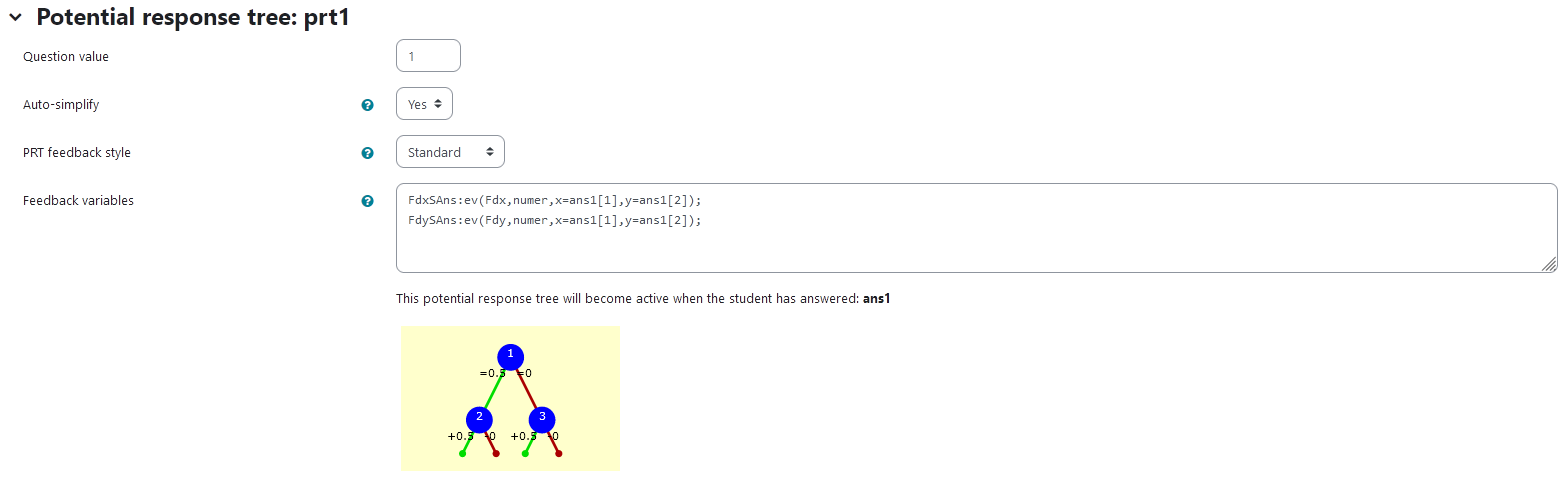 Potential response tree: prt1
Question value
1
Auto-simplify
?
Yes
PRT feedback style
?
Standard
Feedback variables
?
FdxSAns:ev(Fdx,numer,x=ans1[1],y=ans1[2]);
FdySAns:ev(Fdy,numer,x=ans1[1],y=ans1[2]);
This potential response tree will become active when the student has answered: ans1
1
=0.5 =0
2 3
+0.5 -0 +0.5 -0